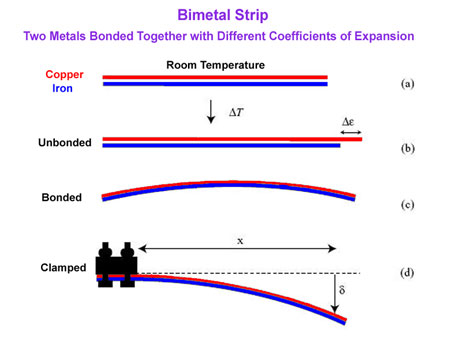 Bimetal Strip
Two Metals Bonded Together with Different Coefficients of Expansion
Room Temperature
Copper
Iron
(a)
ΔT
Δε
Unbonded
(b)
Bonded
(c)
x
Clamped
(d)
δ